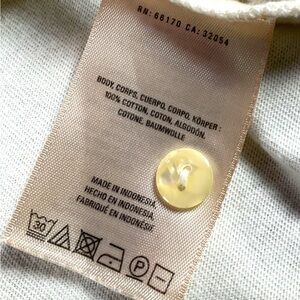 RN: 66170 CA: 32054
BODY, CORPS, CUERPO, CORPO, KÖRPER :
100% COTTON, COTON, ALGODÓN,
COTONE, BAUMWOLLE
MADE IN INDONESIA,
HECHO EN INDONESIA,
FABRIQUÉ EN INDONÉSIE
30 P